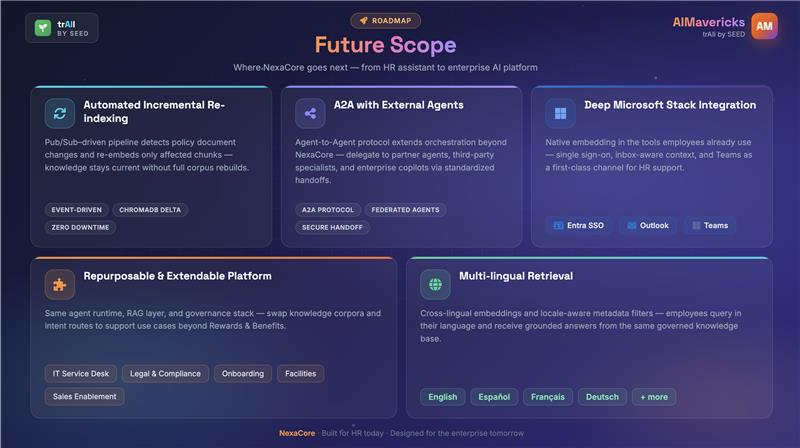 trAIl
BY SEED
ROADMAP
AIMavericks
trAIl by SEED
AM
Future Scope
Where NexaCore goes next — from HR assistant to enterprise AI platform
Automated Incremental Re-
indexing
Pub/Sub–driven pipeline detects policy document
changes and re-embeds only affected chunks —
knowledge stays current without full corpus rebuilds.
EVENT-DRIVEN
CHROMADB DELTA
ZERO DOWNTIME
A2A with External Agents
Agent-to-Agent protocol extends orchestration beyond
NexaCore — delegate to partner agents, third-party
specialists, and enterprise copilots via standardized
handoffs.
A2A PROTOCOL
FEDERATED AGENTS
SECURE HANDOFF
Deep Microsoft Stack Integration
Native embedding in the tools employees already use
— single sign-on, inbox-aware context, and Teams as
a first-class channel for HR support.
Entra SSO
Outlook
Teams
Repurposable & Extendable Platform
Same agent runtime, RAG layer, and governance stack — swap knowledge corpora and
intent routes to support use cases beyond Rewards & Benefits.
IT Service Desk
Legal & Compliance
Onboarding
Facilities
Sales Enablement
Multi-lingual Retrieval
Cross-lingual embeddings and locale-aware metadata filters — employees query in
their language and receive grounded answers from the same governed knowledge
base.
English
Español
Français
Deutsch
+ more
NexaCore · Built for HR today · Designed for the enterprise tomorrow